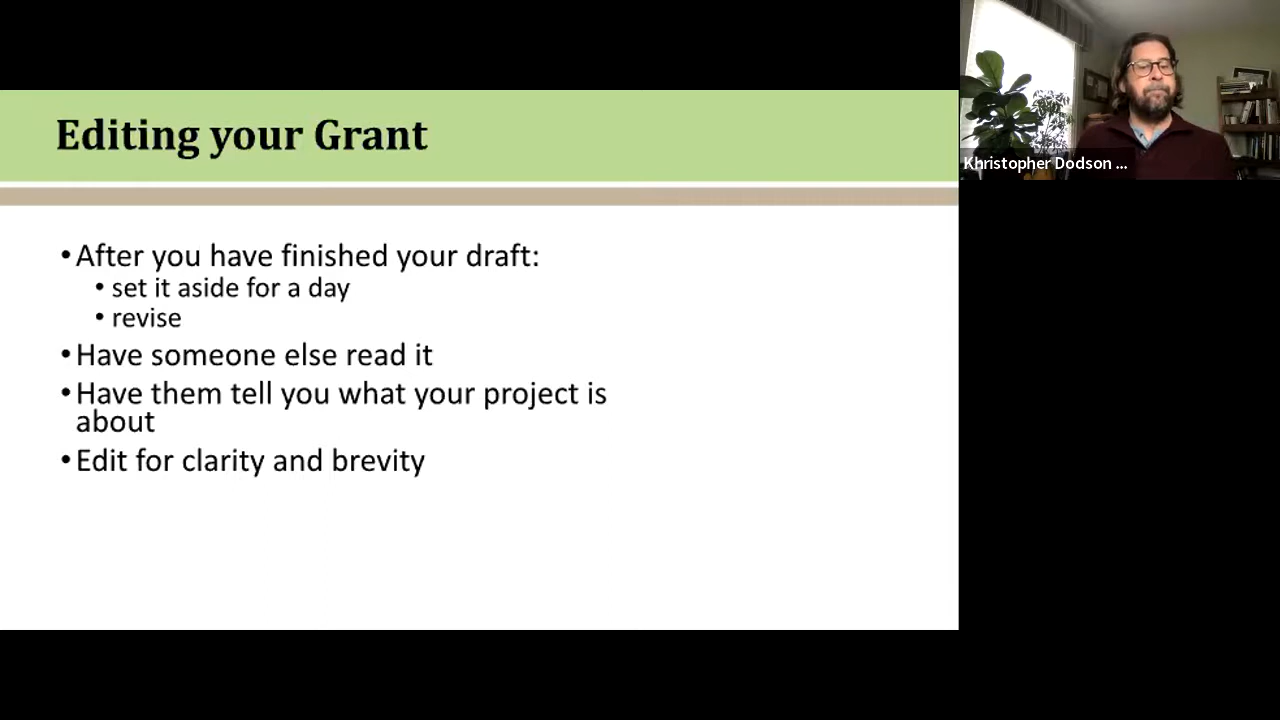 Editing your Grant
Khristopher Dodson ...
•After you have finished your draft:
• set it aside for a day
• revise
•Have someone else read it
•Have them tell you what your project is
about
•Edit for clarity and brevity